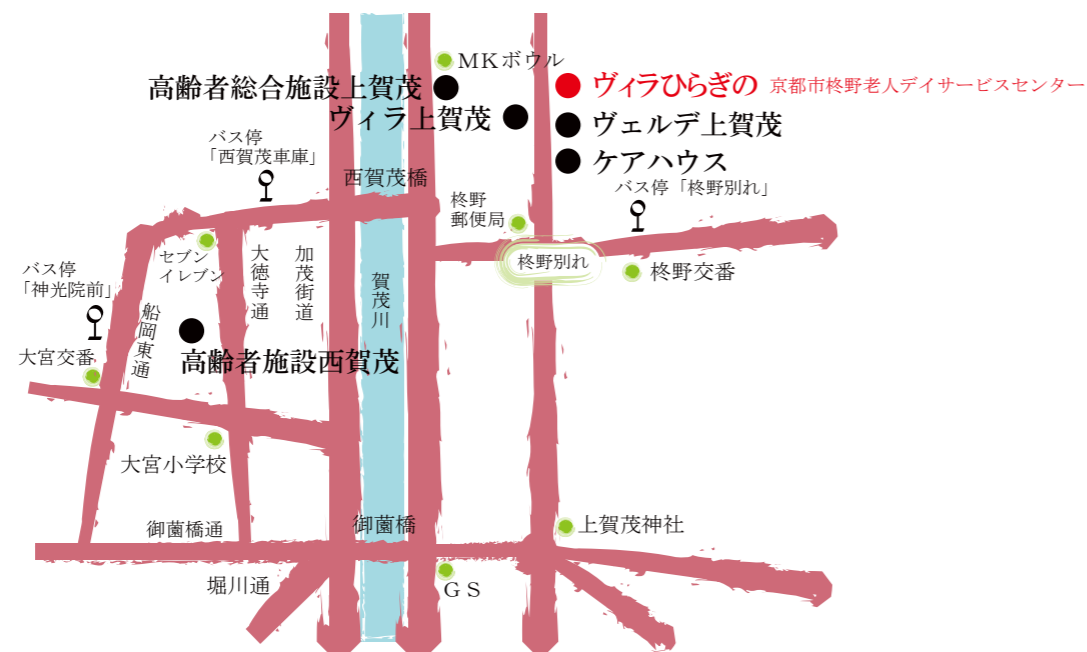 MKボウル
高齢者総合施設上賀茂
ヴィラひらぎの 京都市柊野老人デイサービスセンター
ヴィラ上賀茂
ヴェルデ上賀茂
バス停
「西賀茂車庫」
ケアハウス
西賀茂橋
バス停「柊野別れ」
柊野
郵便局
セブン
イレブン
大徳寺通
加茂街道
賀茂川
柊野別れ
柊野交番
バス停
「神光院前」
船岡東通
大宮交番
高齢者施設西賀茂
大宮小学校
御薗橋通
御薗橋
上賀茂神社
堀川通
GS